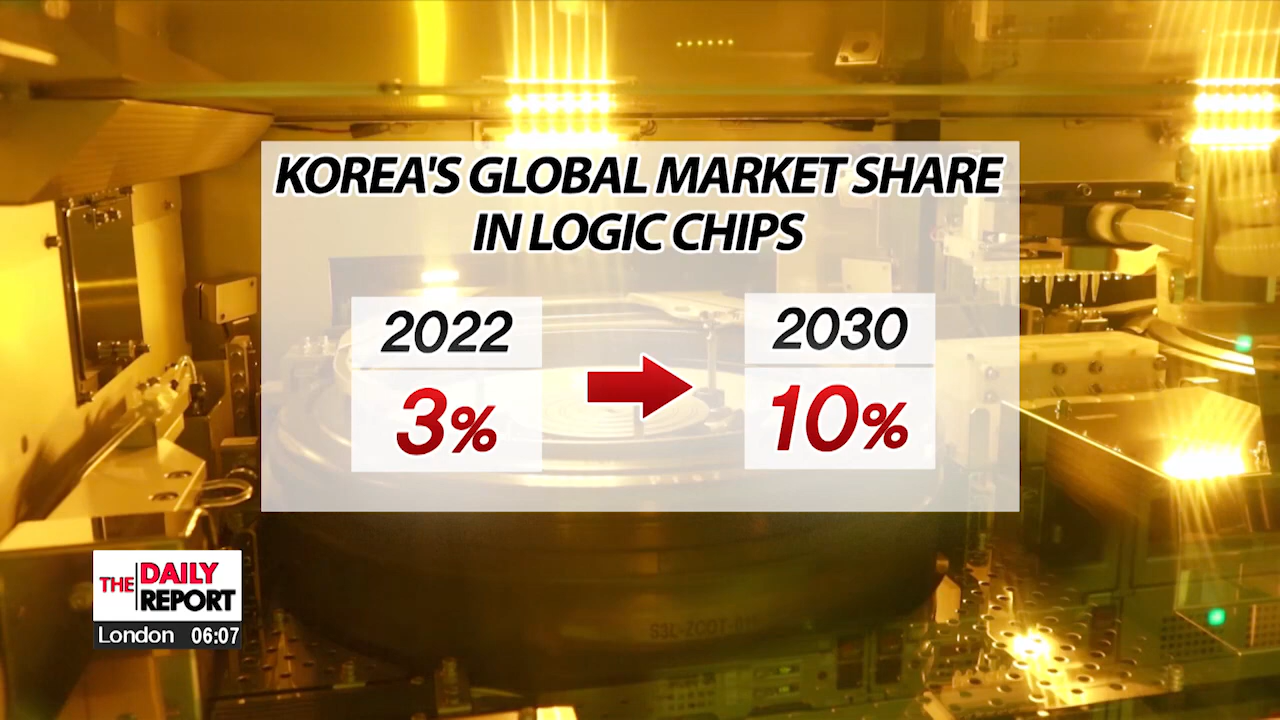 KOREA'S GLOBAL MARKET SHARE
IN LOGIC CHIPS
2022
3%
2030
10%
THE DAILY
REPORT
London 06:07